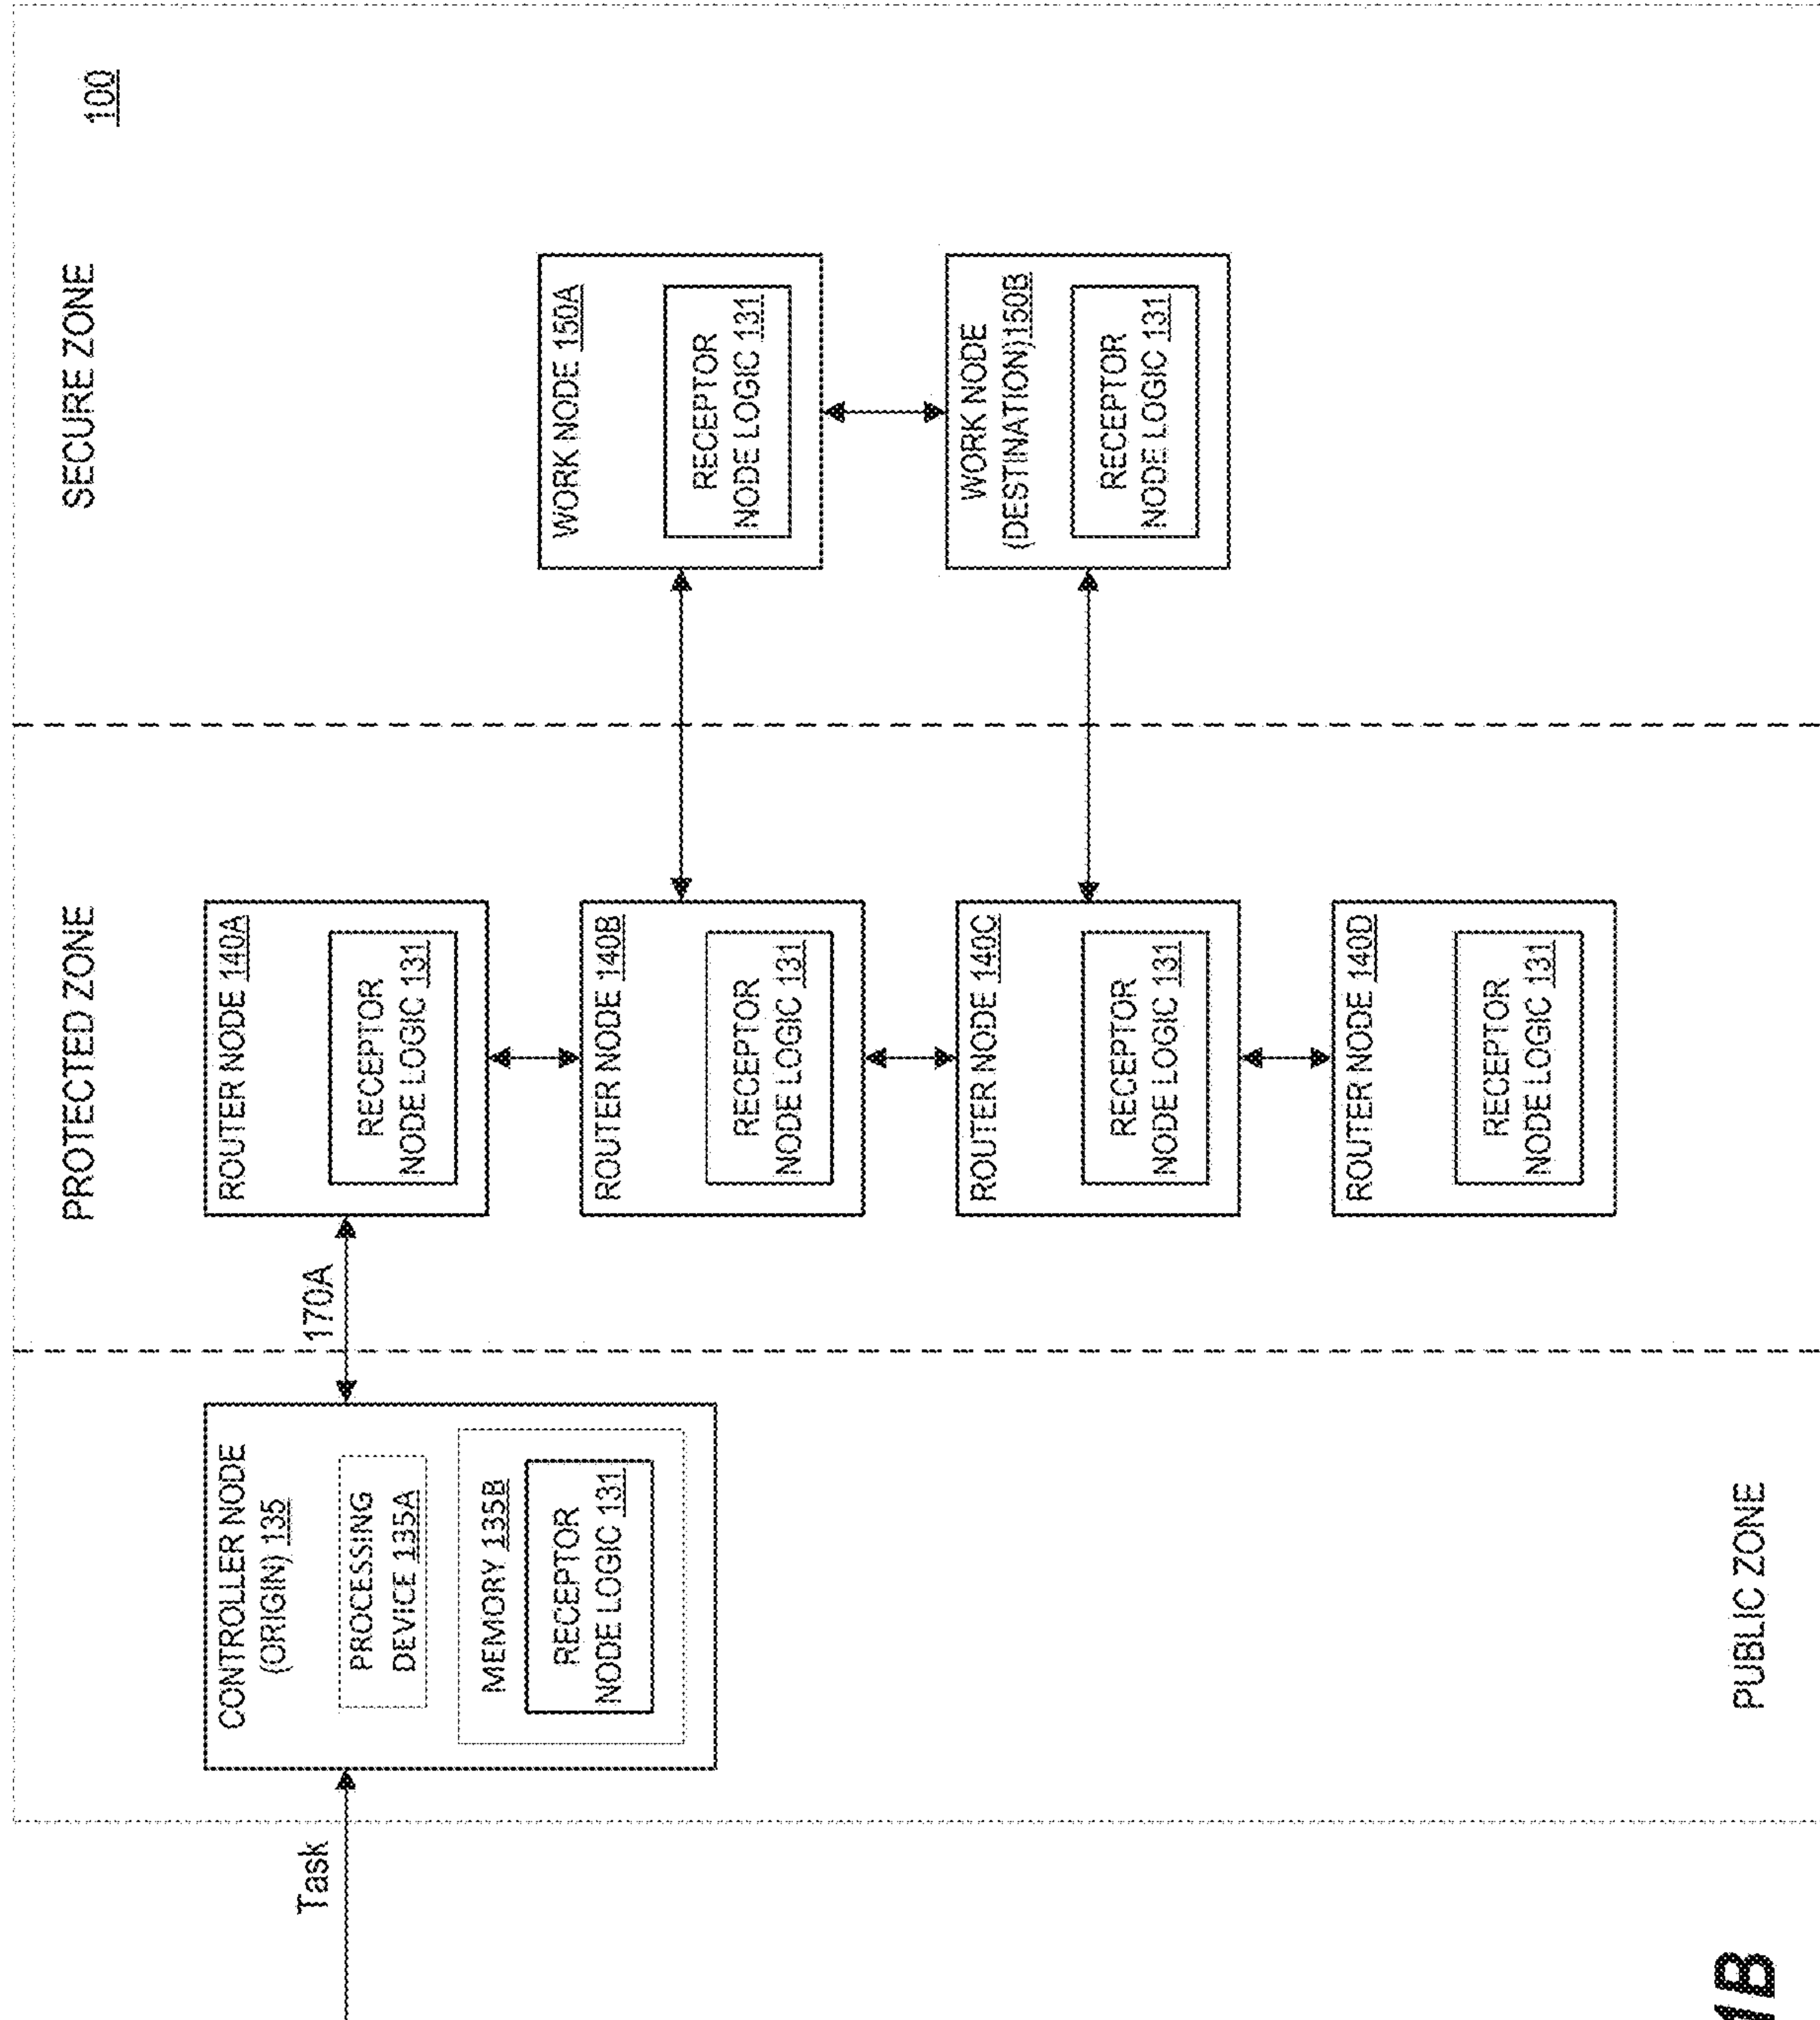 100
PROTECTED ZONE
SECURE ZONE
Task
CONTROLLER NODE
(ORIGIN) 135
PROCESSING
DEVICE 135A
MEMORY 135B
RECEPTOR
NODE LOGIC 131
170A
ROUTER NODE 140A
RECEPTOR
NODE LOGIC 131
ROUTER NODE 140B
RECEPTOR
NODE LOGIC 131
ROUTER NODE 140C
RECEPTOR
NODE LOGIC 131
ROUTER NODE 140D
RECEPTOR
NODE LOGIC 131
WORK NODE 150A
RECEPTOR
NODE LOGIC 131
WORK NODE
(DESTINATION)150B
RECEPTOR
NODE LOGIC 131
PUBLIC ZONE
1B